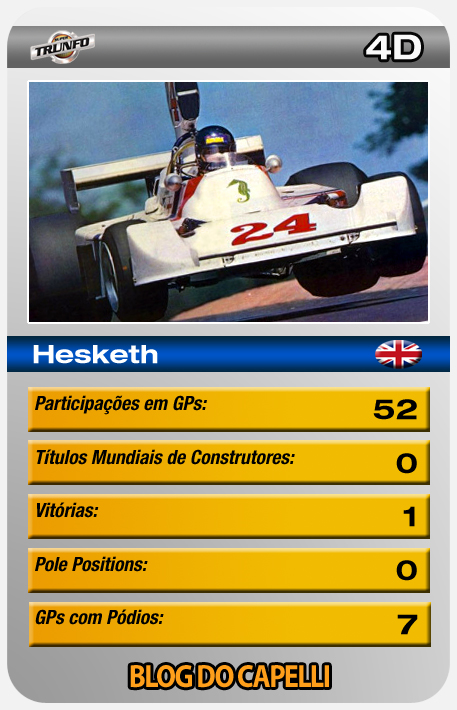 SUPER
TRUNFO
4D
24
Hesketh
Participações em GPs:
52
Títulos Mundiais de Construtores:
0
Vitórias:
1
Pole Positions:
0
GPs com Pódios:
7
BLOG DO CAPELLI